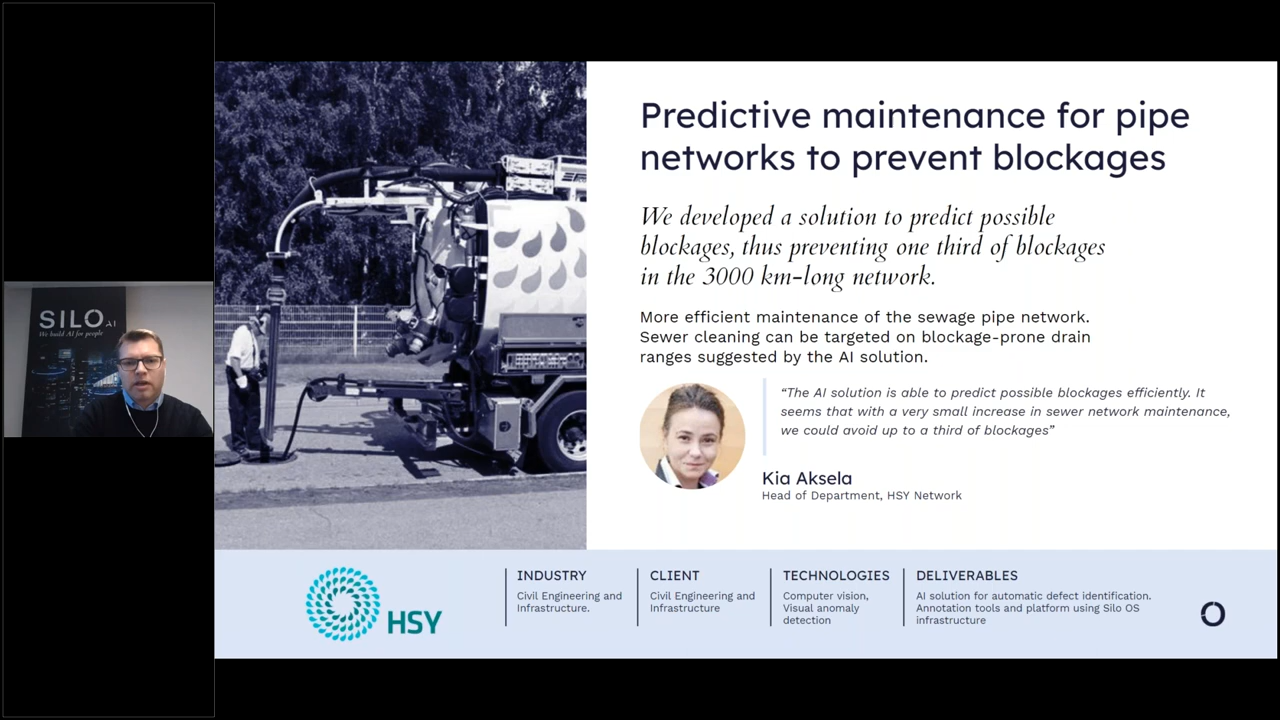 SILO.AI
We build AI for people
Predictive maintenance for pipe
networks to prevent blockages
We developed a solution to predict possible
blockages, thus preventing one third of blockages
in the 3000 km-long network.
More efficient maintenance of the sewage pipe network.
Sewer cleaning can be targeted on blockage-prone drain
ranges suggested by the AI solution.
“The AI solution is able to predict possible blockages efficiently. It
seems that with a very small increase in sewer network maintenance,
we could avoid up to a third of blockages”
Kia Aksela
Head of Department, HSY Network
HSY
INDUSTRY
Civil Engineering and
Infrastructure.
CLIENT
Civil Engineering and
Infrastructure
TECHNOLOGIES
Computer vision,
Visual anomaly
detection
DELIVERABLES
AI solution for automatic defect identification.
Annotation tools and platform using Silo OS
infrastructure